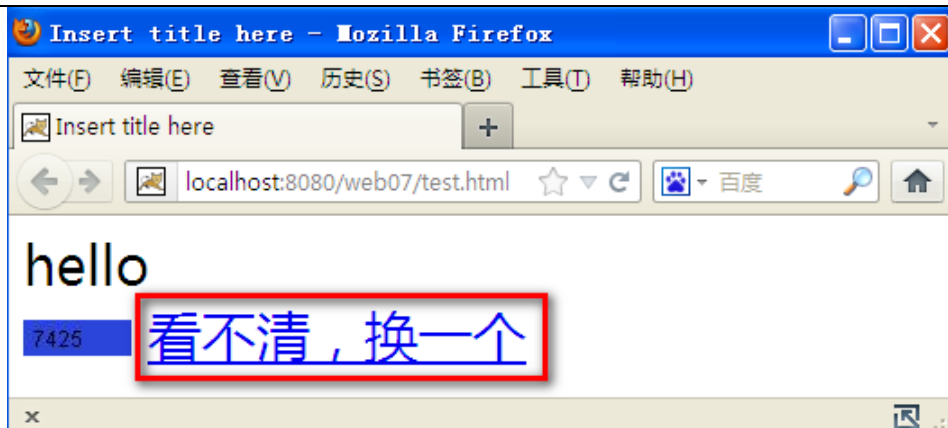 Insert title here - Mozilla Firefox
文件(F) 编辑(E) 查看(V) 历史(S) 书签(B) 工具(T) 帮助(H)
Insert title here
localhost:8080/web07/test.html 百度
hello
7425 看不清，换一个